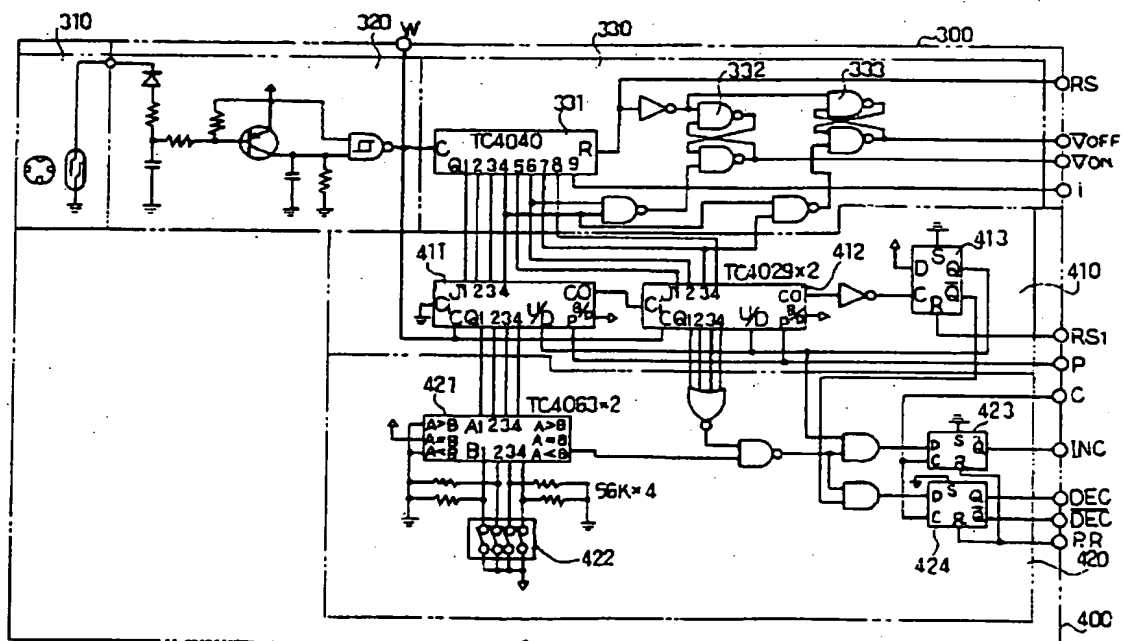 310
320
W
330
300
332
333
RS
331
TC4040
C
R
Q 1 2 3 4 5 6 7 8 9
▽OFF
▽ON
i
411
TC4029×2
412
413
J1 2 3 4
CO
CI
C Q1 2 3 4
U/D
P
B/D
J1 2 3 4
CO
CI
CQ1 2 3 4
U/D
P
B/D
S
D
Q
C
Q
R
410
RS1
P
C
421
TC4063×2
A>B
A=B
A<B
A1 2 3 4
B1 2 3 4
A>B
A=B
A<B
423
D
S
Q
C
R
INC
56K×4
D
S
Q
C
R
Q
DEC
DEC
P.R
422
424
420
400